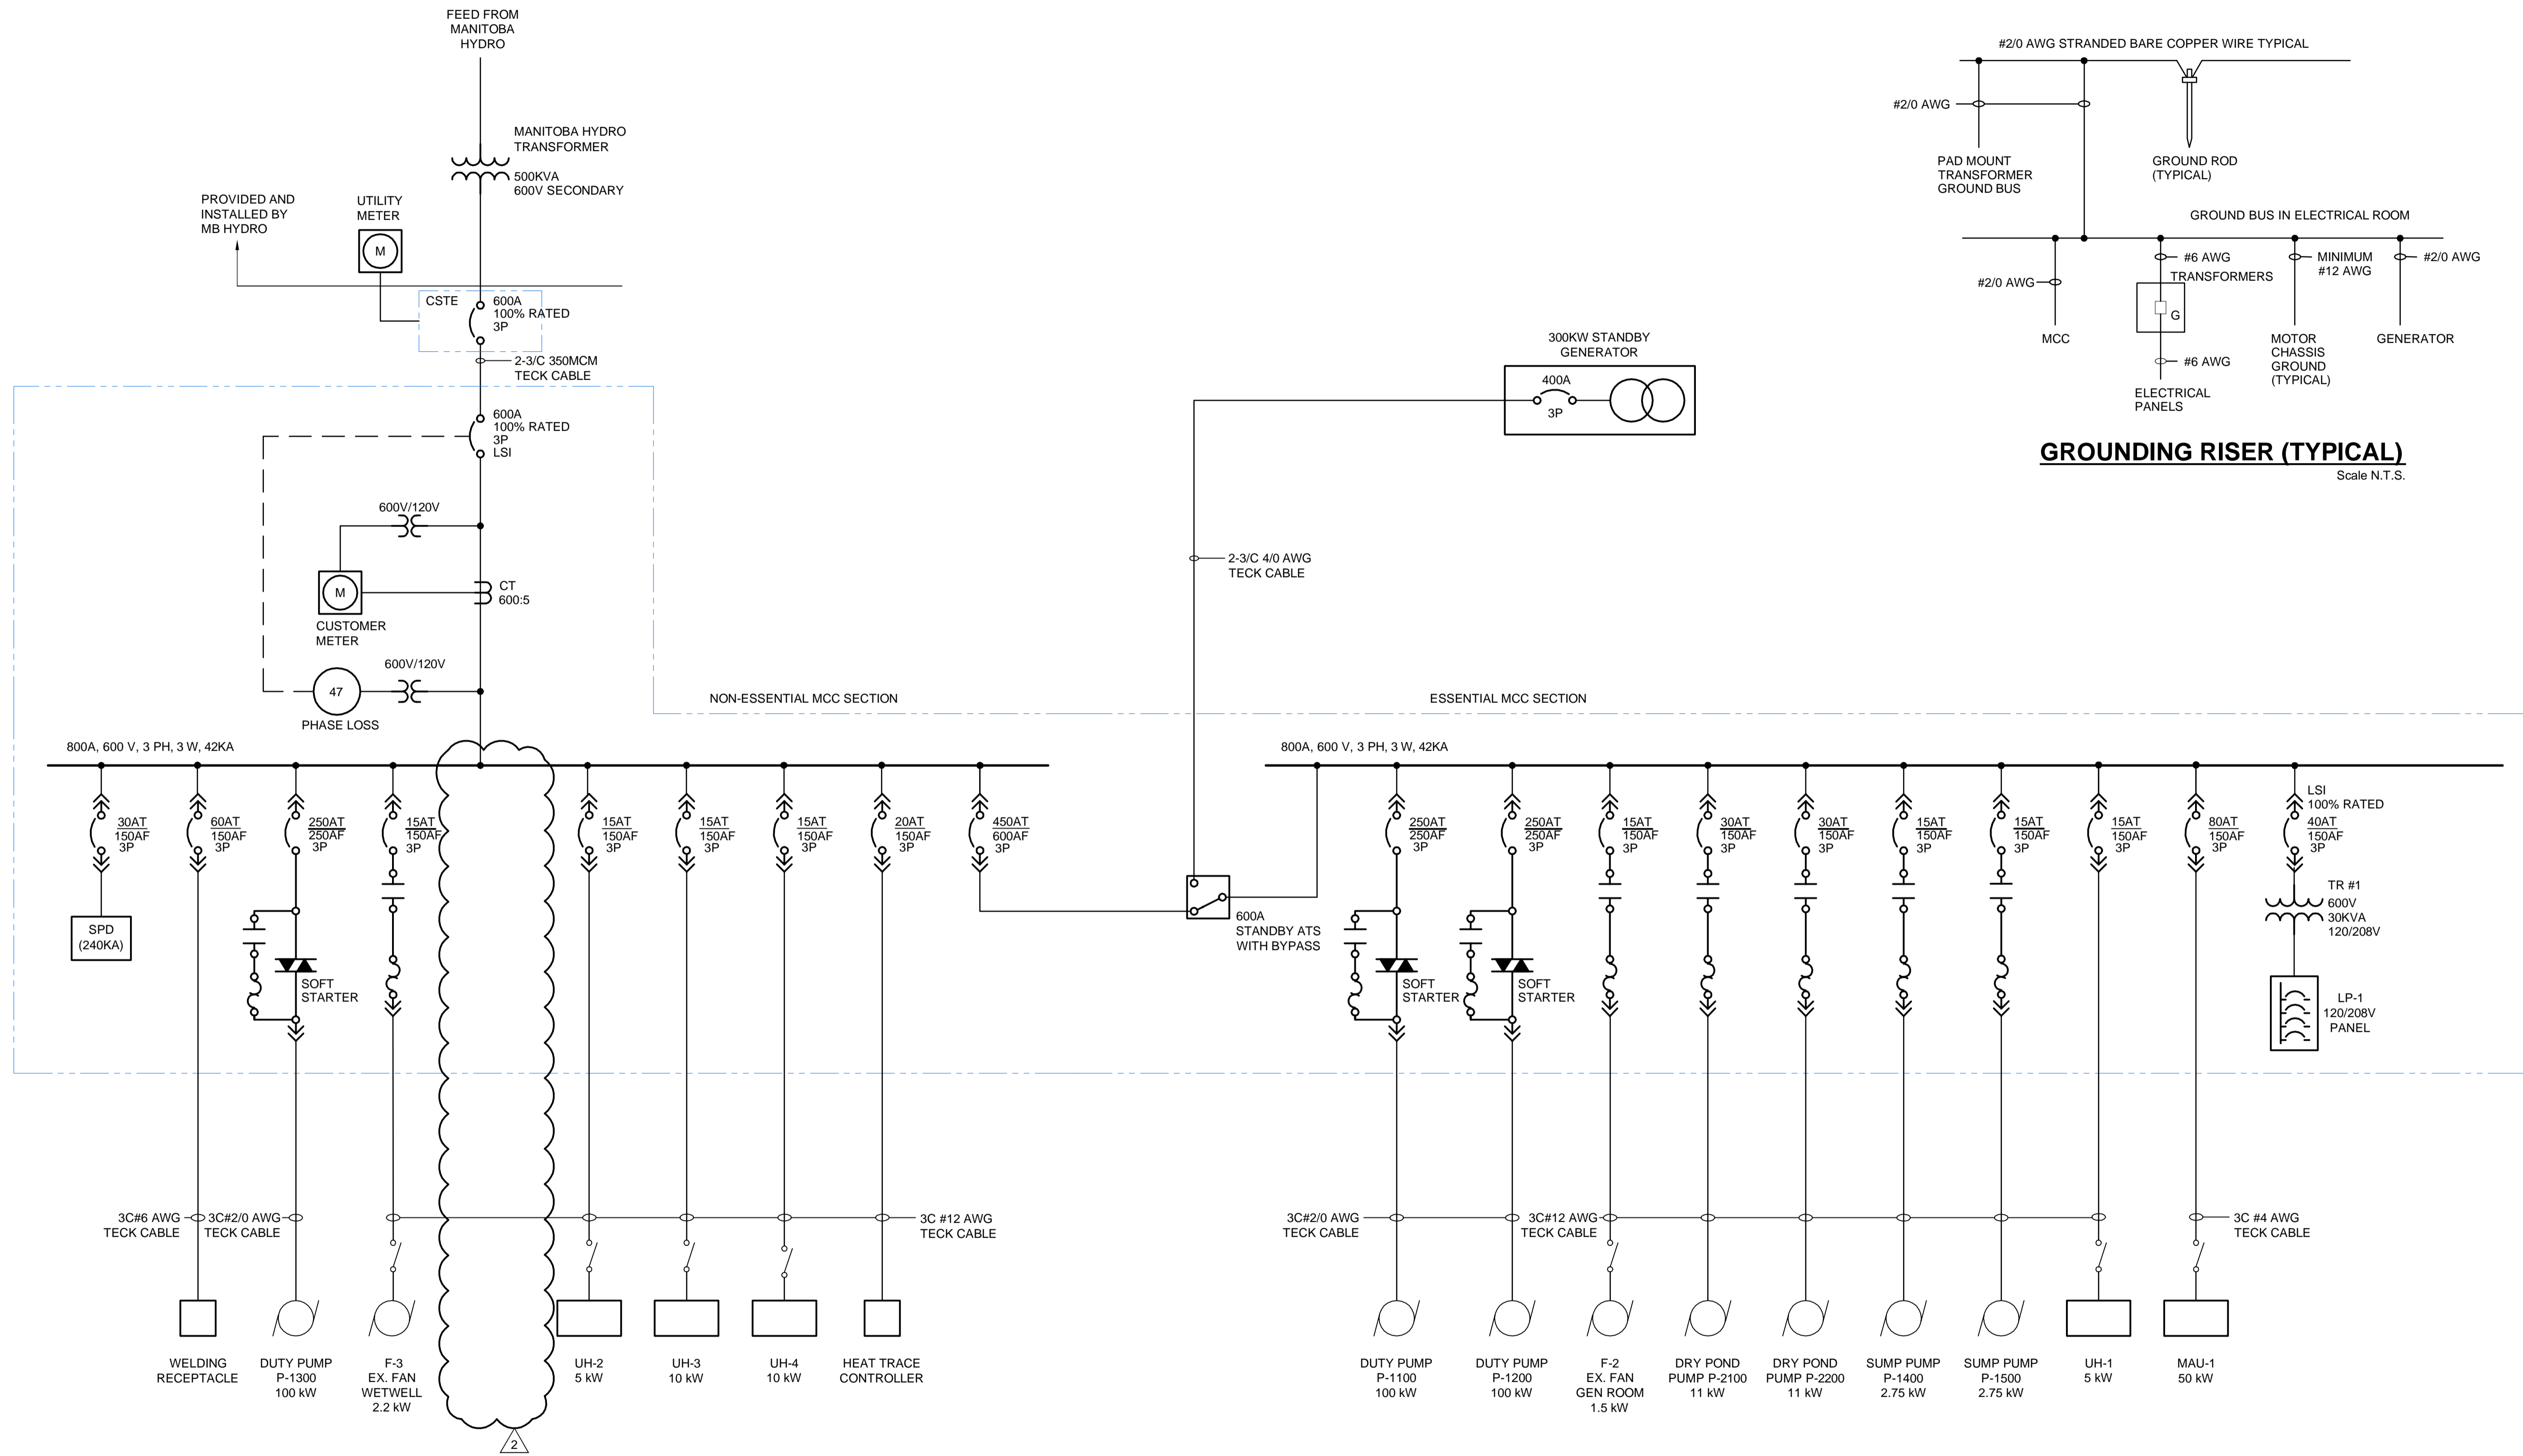 FEED FROM
MANITOBA
HYDRO
MANITOBA HYDRO
TRANSFORMER
500KVA
600V SECONDARY
PROVIDED AND
INSTALLED BY
MB HYDRO
UTILITY
METER
M
CSTE
600A
100% RATED
3P
2-3/C 350MCM
TECK CABLE
600A
100% RATED
3P
LSI
600V/120V
M
CT
600:5
CUSTOMER
METER
600V/120V
47
PHASE LOSS
NON-ESSENTIAL MCC SECTION
ESSENTIAL MCC SECTION
300KW STANDBY
GENERATOR
400A
3P
2-3/C 4/0 AWG
TECK CABLE
#2/0 AWG STRANDED BARE COPPER WIRE TYPICAL
#2/0 AWG
PAD MOUNT
TRANSFORMER
GROUND BUS
GROUND ROD
(TYPICAL)
GROUND BUS IN ELECTRICAL ROOM
#6 AWG
TRANSFORMERS
MINIMUM
#12 AWG
#2/0 AWG
#2/0 AWG
G
MCC
#6 AWG
ELECTRICAL
PANELS
MOTOR
CHASSIS
GROUND
(TYPICAL)
GENERATOR
GROUNDING RISER (TYPICAL)
Scale N.T.S.
800A, 600 V, 3 PH, 3 W, 42KA
30AT
150AF
3P
60AT
150AF
3P
250AT
250AF
3P
15AT
150AF
3P
15AT
150AF
3P
15AT
150AF
3P
15AT
150AF
3P
20AT
150AF
3P
450AT
600AF
3P
SPD
(240KA)
SOFT
STARTER
600A
STANDBY ATS
WITH BYPASS
800A, 600 V, 3 PH, 3 W, 42KA
250AT
250AF
3P
250AT
250AF
3P
15AT
150AF
3P
30AT
150AF
3P
30AT
150AF
3P
15AT
150AF
3P
15AT
150AF
3P
15AT
150AF
3P
80AT
150AF
3P
LSI
100% RATED
40AT
150AF
3P
TR #1
600V
30KVA
120/208V
SOFT
STARTER
SOFT
STARTER
LP-1
120/208V
PANEL
3C#6 AWG
TECK CABLE
3C#2/0 AWG
TECK CABLE
3C #12 AWG
TECK CABLE
3C#2/0 AWG
TECK CABLE
3C#12 AWG
TECK CABLE
3C #4 AWG
TECK CABLE
WELDING
RECEPTACLE
DUTY PUMP
P-1300
100 kW
F-3
EX. FAN
WETWELL
2.2 kW
UH-2
5 kW
UH-3
10 kW
UH-4
10 kW
HEAT TRACE
CONTROLLER
DUTY PUMP
P-1100
100 kW
DUTY PUMP
P-1200
100 kW
F-2
EX. FAN
GEN ROOM
1.5 kW
DRY POND
PUMP P-2100
11 kW
DRY POND
PUMP P-2200
11 kW
SUMP PUMP
P-1400
2.75 kW
SUMP PUMP
P-1500
2.75 kW
UH-1
5 kW
MAU-1
50 kW
2